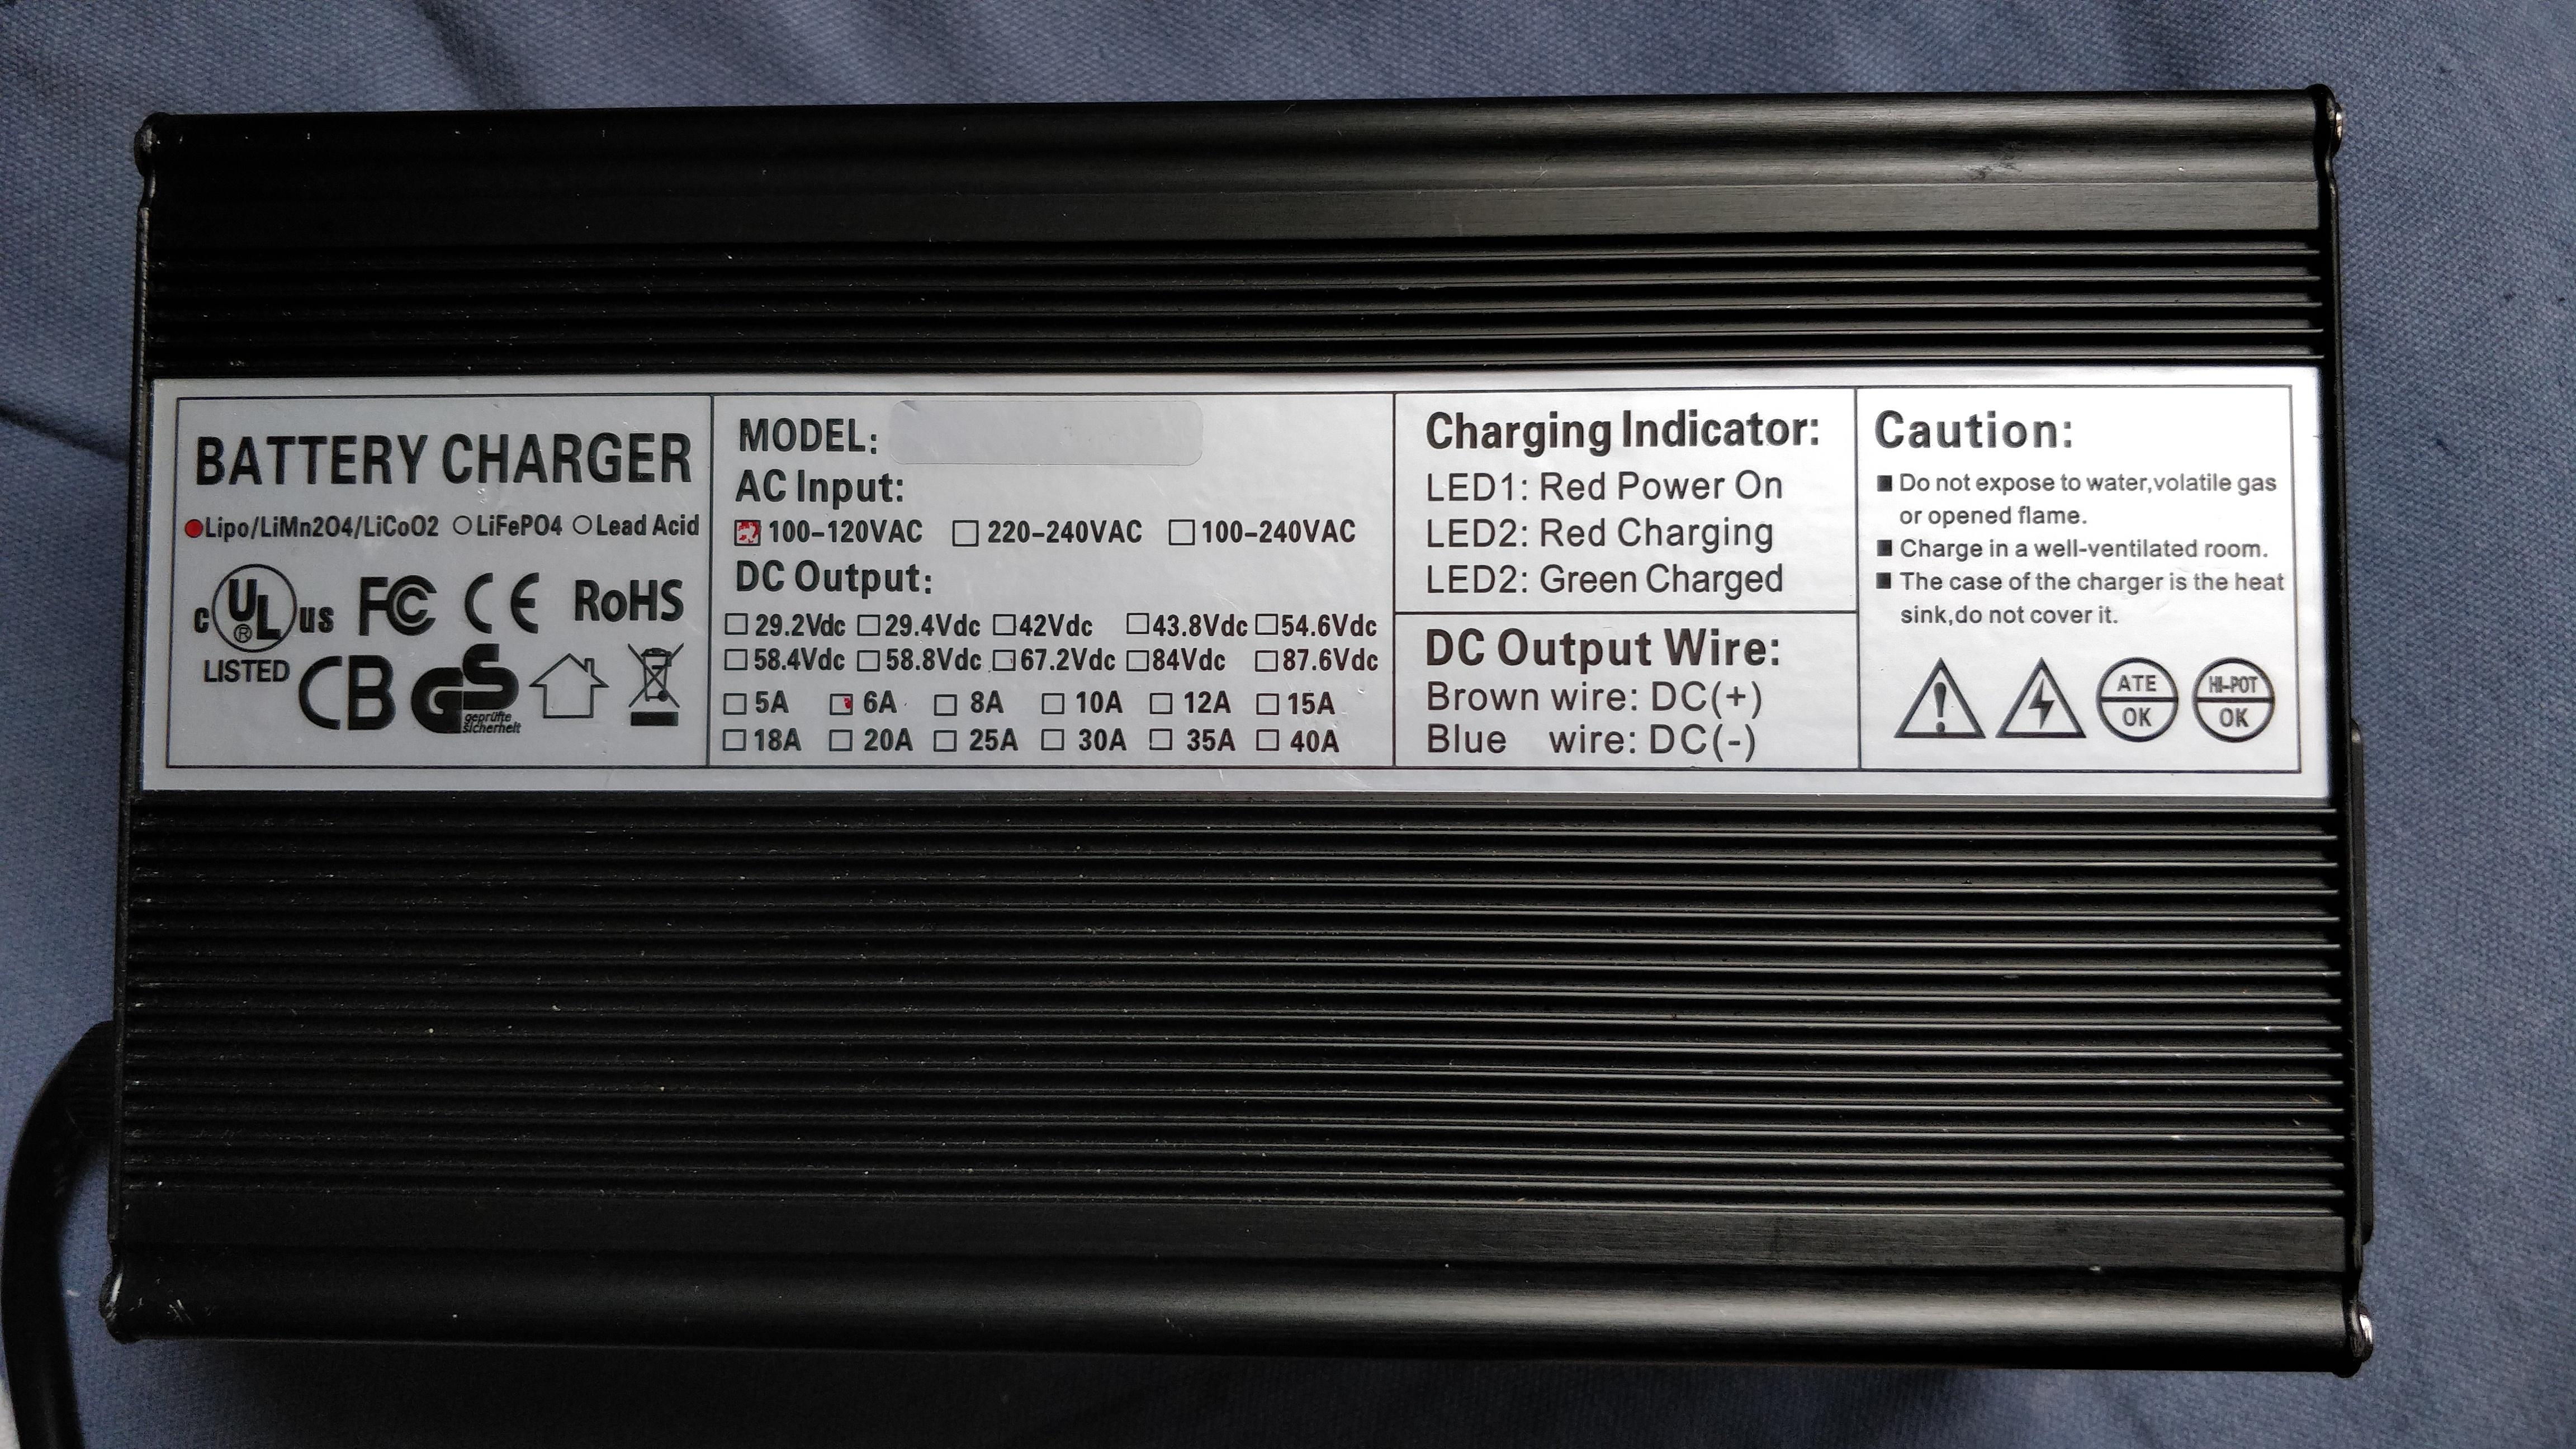 BATTERY CHARGER
Lipo/LiMn2O4/LiCoO2 LiFePO4 Lead Acid
c UL ® us FC CE RoHS
LISTED CB GS geprüfte sicherheit
MODEL:
AC Input:
100-120VAC 220-240VAC 100-240VAC
DC Output:
29.2Vdc 29.4Vdc 42Vdc 43.8Vdc 54.6Vdc
58.4Vdc 58.8Vdc 67.2Vdc 84Vdc 87.6Vdc
5A 6A 8A 10A 12A 15A
18A 20A 25A 30A 35A 40A
Charging Indicator:
LED1: Red Power On
LED2: Red Charging
LED2: Green Charged
DC Output Wire:
Brown wire: DC(+)
Blue wire: DC(-)
Caution:
Do not expose to water,volatile gas
or opened flame.
Charge in a well-ventilated room.
The case of the charger is the heat
sink,do not cover it.
ATE OK
HI-POT OK